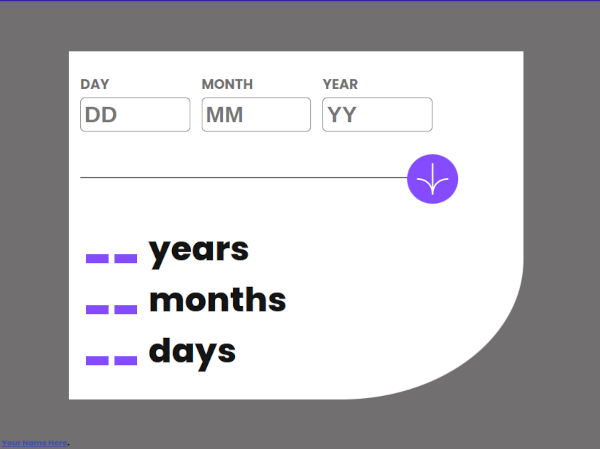 DAY MONTH YEAR
DD MM YY
-- years
-- months
-- days
Your Name Here.